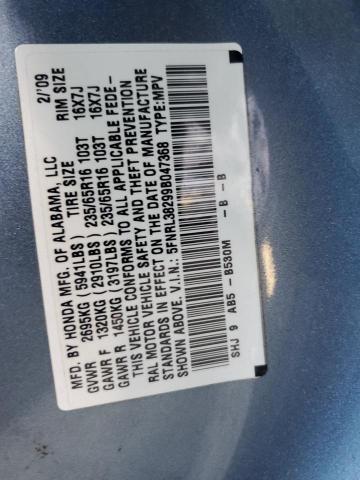 MFD. BY HONDA MFG. OF ALABAMA, LLC 2/'09
TIRE SIZE RIM SIZE
GVWR 2695KG (5941LBS)
GAWR F 1320KG (2910LBS) 235/65R16 103T 16X7J
GAWR R 1450KG (3197LBS) 235/65R16 103T 16X7J
THIS VEHICLE CONFORMS TO ALL APPLICABLE FEDE-
RAL MOTOR VEHICLE SAFETY AND THEFT PREVENTION
STANDARDS IN EFFECT ON THE DATE OF MANUFACTURE
SHOWN ABOVE. V.I.N.: 5FNRL38299B047368 TYPE:MPV
SHJ 9 AB5 -B530M -B -B